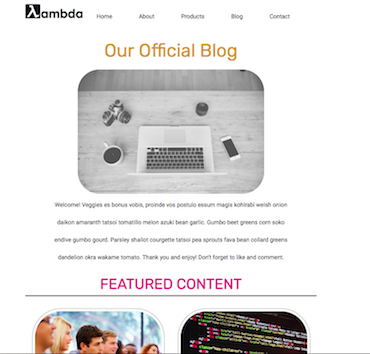 λambda Home About Products Blog Contact
Our Official Blog
Welcome! Veggies es bonus vobis, proinde vos postulo essum magis kohlrabi welsh onion
daikon amaranth tatsoi tomatillo melon azuki bean garlic. Gumbo beet greens corn soko
endive gumbo gourd. Parsley shallot courgette tatsoi pea sprouts fava bean collard greens
dandelion okra wakame tomato. Thank you and enjoy! Don't forget to like and comment.
FEATURED CONTENT